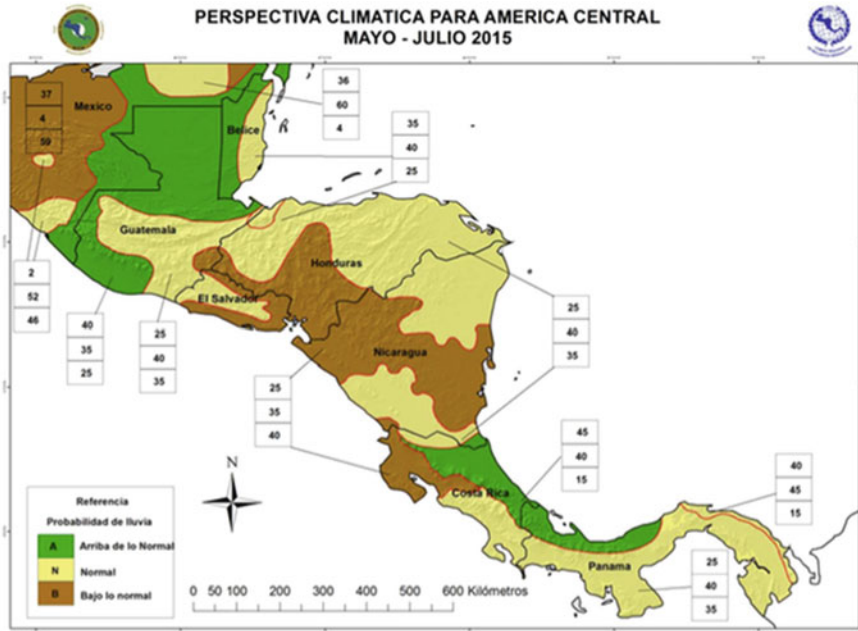 PERSPECTIVA CLIMATICA PARA AMERICA CENTRAL
MAYO - JULIO 2015
37
4
59
Mexico
36
60
4
Belice
35
40
25
Guatemala
Honduras
El Salvador
Nicaragua
2
52
46
40
35
25
25
40
35
25
35
40
25
40
35
45
40
15
40
45
15
Costa Rica
Panama
25
40
35
N
Referencia
Probabilidad de lluvia
A Arriba de lo Normal
N Normal
B Bajo lo normal
0 50 100 200 300 400 500 600 Kilómetros